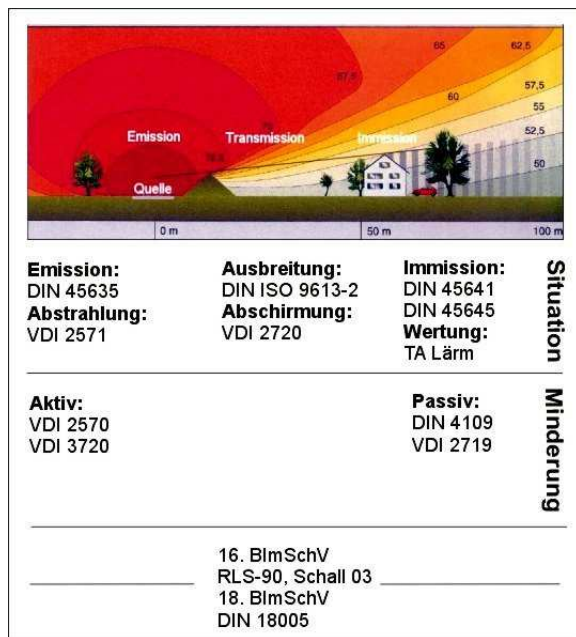 65
62,5
67,5
57,5
60
55
Emission Transmission Immission
52,5
50
Quelle
0 m 50 m 100 m
Emission:
DIN 45635
Abstrahlung:
VDI 2571
Ausbreitung:
DIN ISO 9613-2
Abschirmung:
VDI 2720
Immission:
DIN 45641
DIN 45645
Wertung:
TA Lärm
Situation
Aktiv:
VDI 2570
VDI 3720
Passiv:
DIN 4109
VDI 2719
Minderung
16. BImSchV
RLS-90, Schall 03
18. BImSchV
DIN 18005